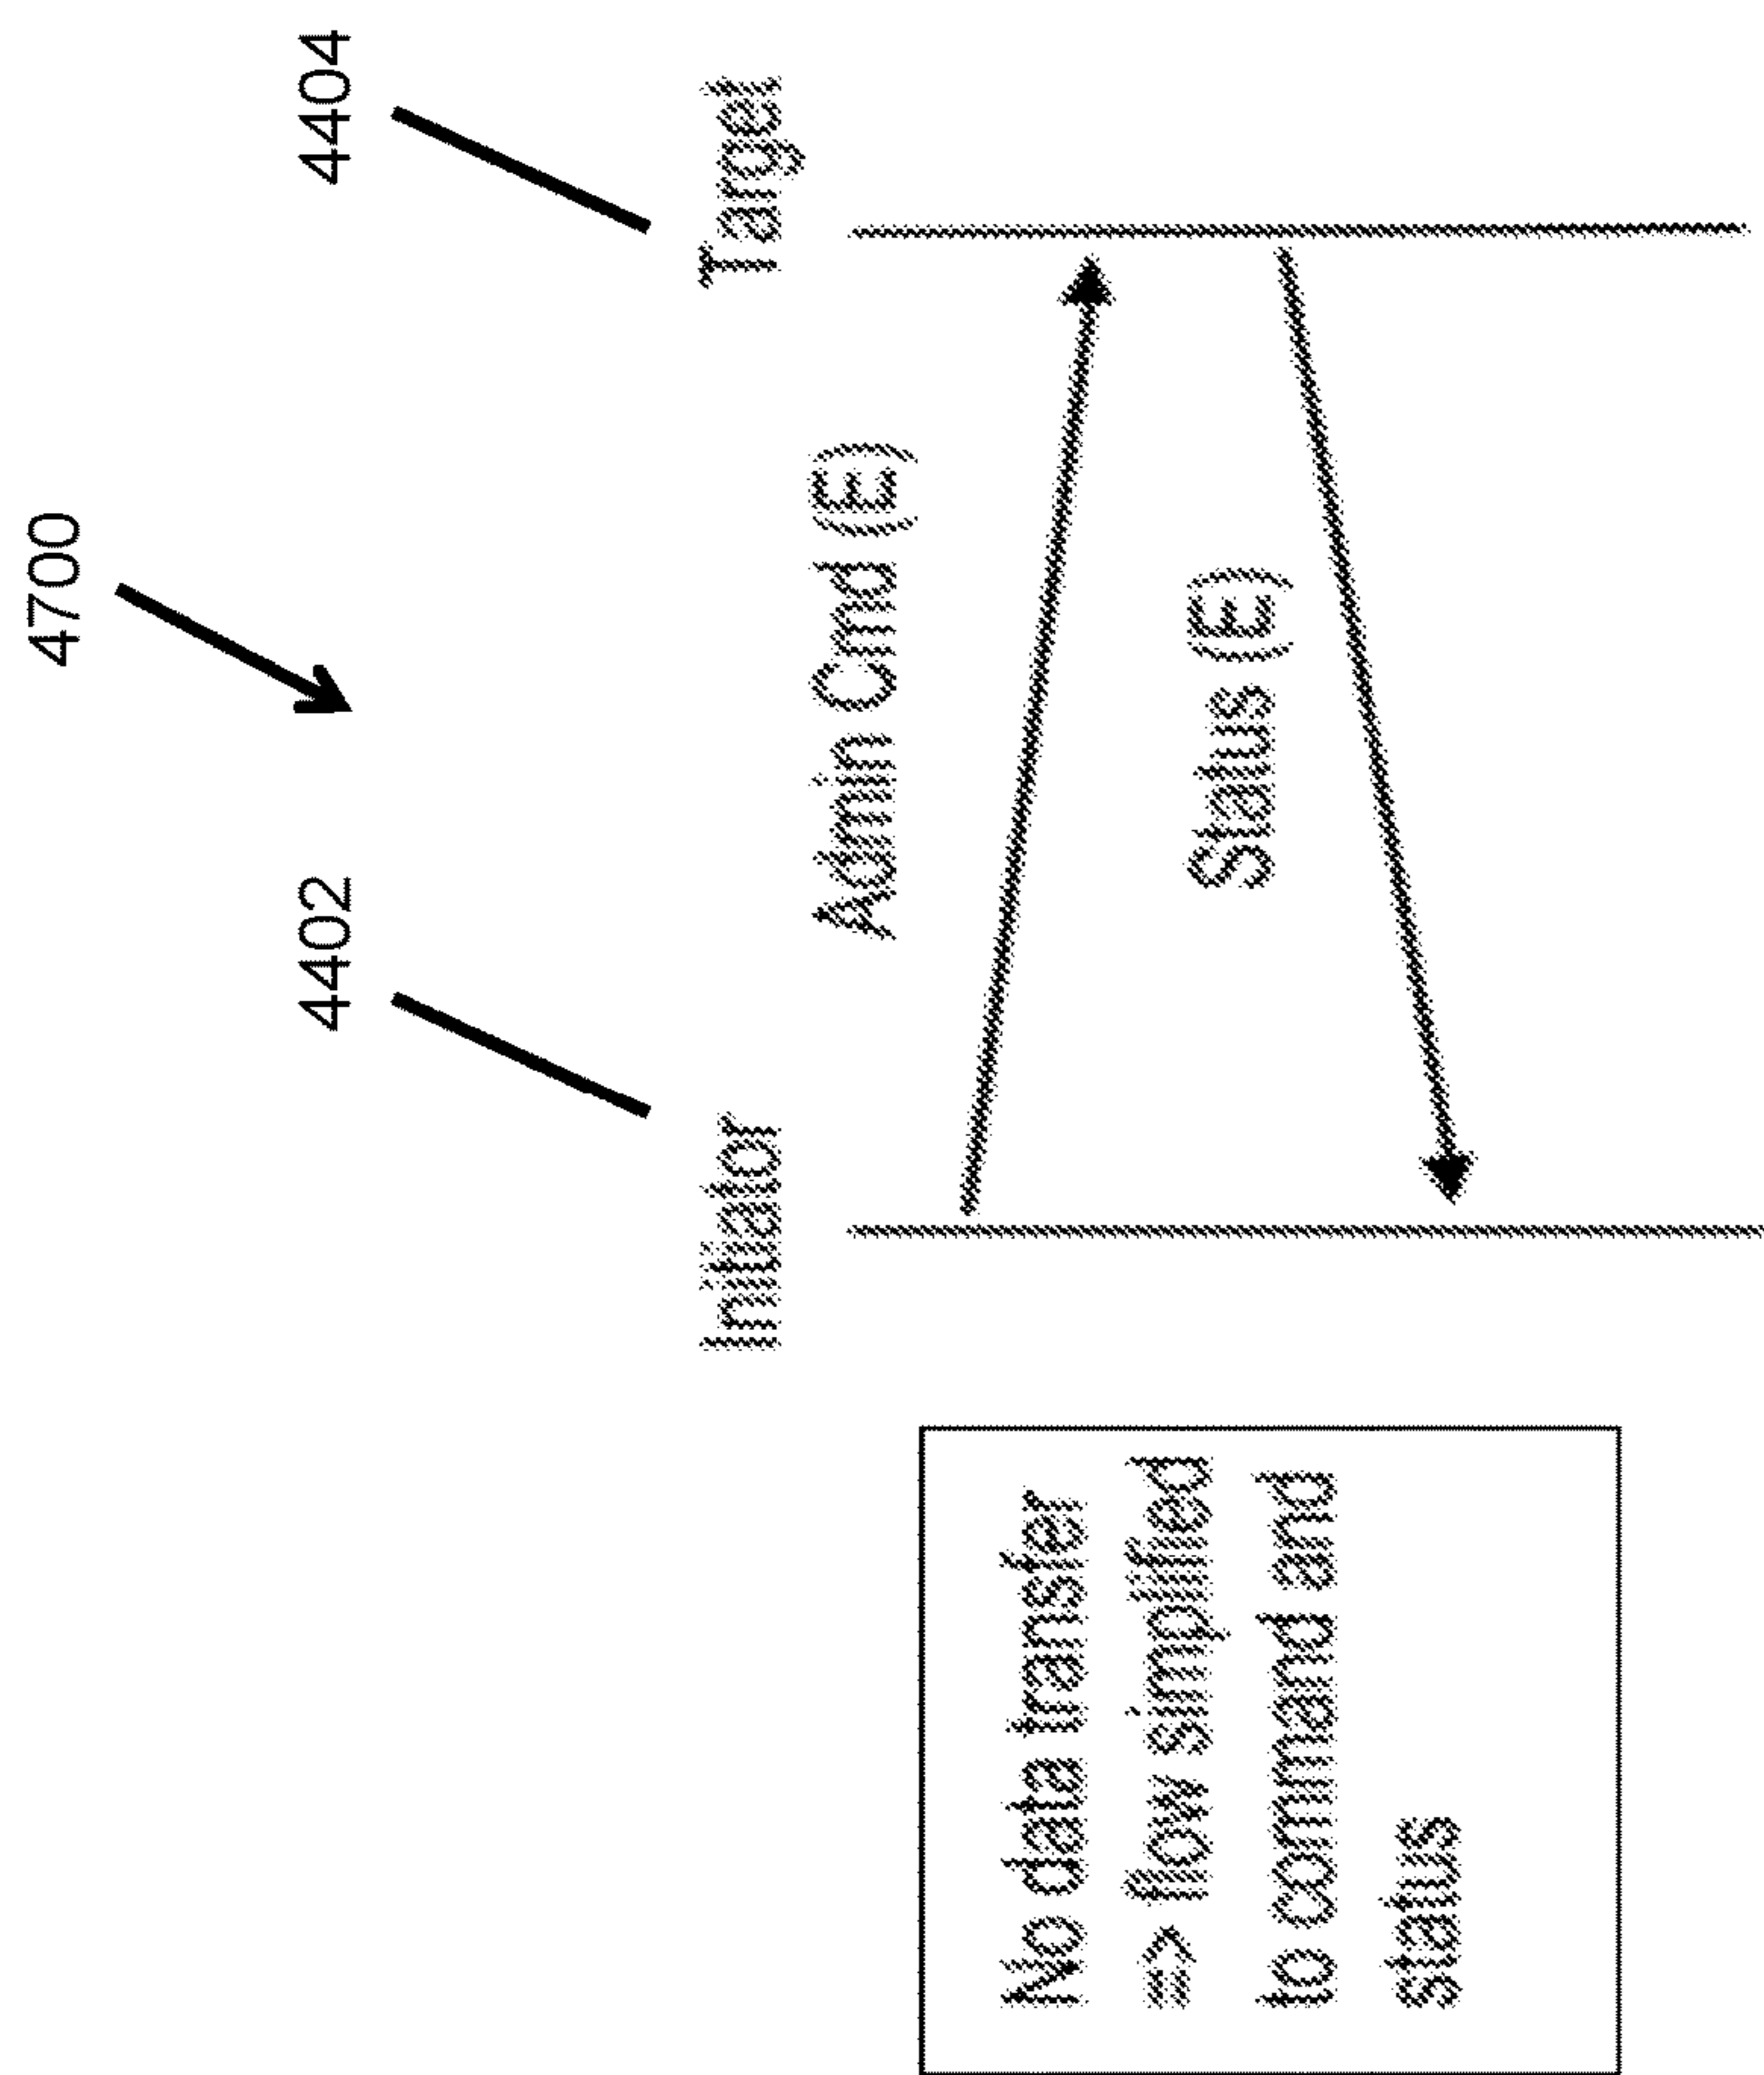 4700
4402
4404
Initiator
Target
Admin Cmd (E)
Status (E)
No data transfer
=> flow simplified
to command and
status